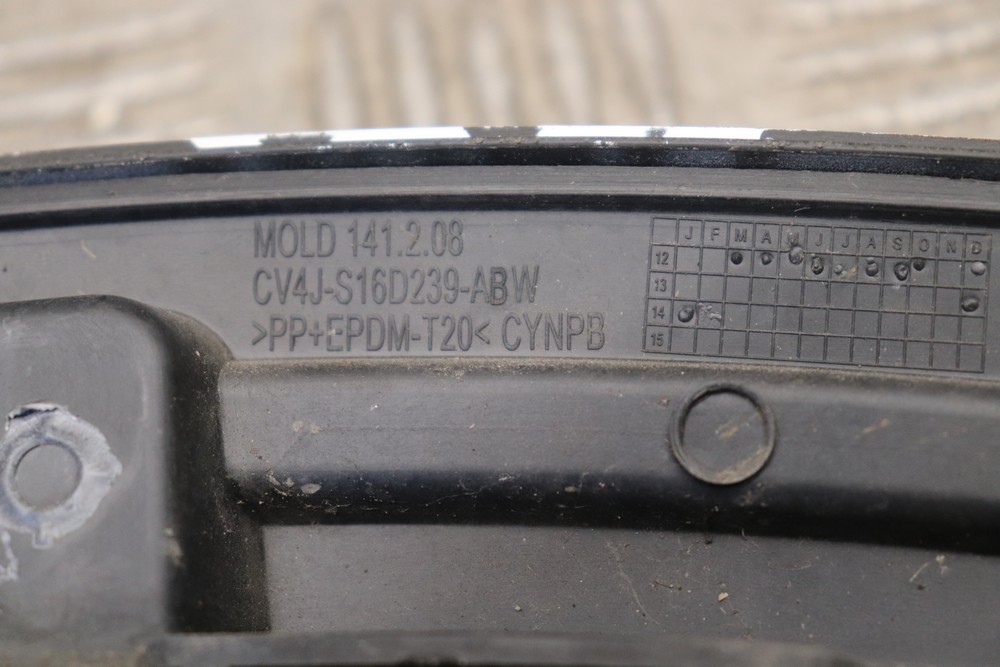 MOLD 141.2.08
CV4J-S16D239-ABW
>PP+EPDM-T20< CYNPB
J F M A M J J A S O N D
12
13
14
15